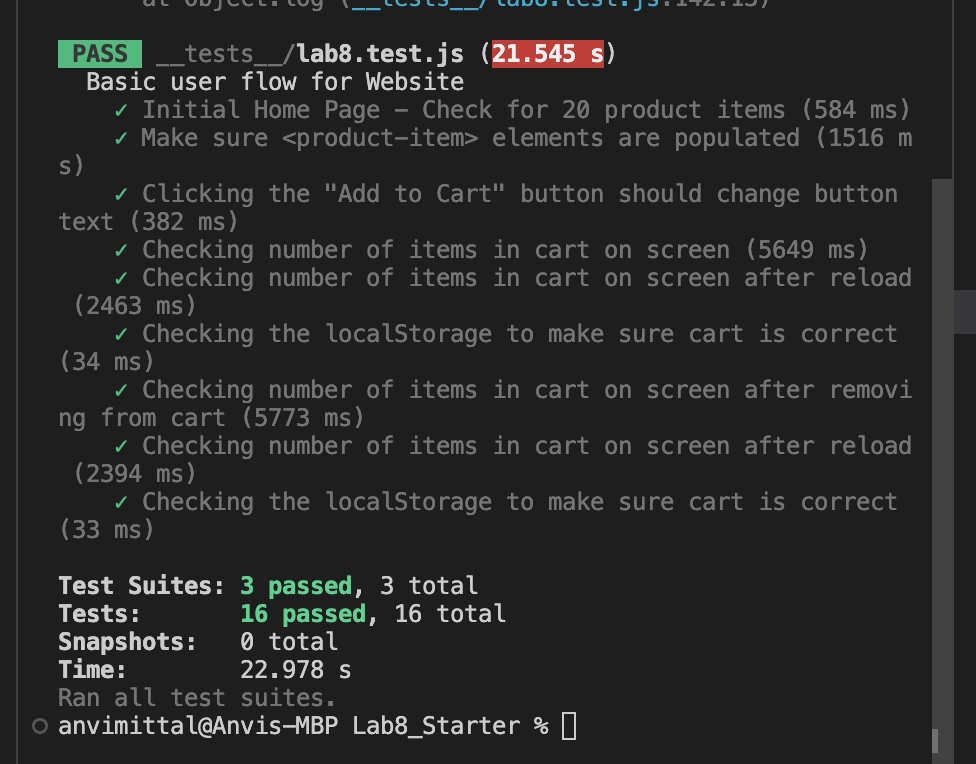 at Object.log (__tests__/lab8.test.js:142:13)
PASS __tests__/lab8.test.js (21.545 s)
Basic user flow for Website
✓ Initial Home Page – Check for 20 product items (584 ms)
✓ Make sure <product-item> elements are populated (1516 m
s)
✓ Clicking the "Add to Cart" button should change button
text (382 ms)
✓ Checking number of items in cart on screen (5649 ms)
✓ Checking number of items in cart on screen after reload
(2463 ms)
✓ Checking the localStorage to make sure cart is correct
(34 ms)
✓ Checking number of items in cart on screen after removi
ng from cart (5773 ms)
✓ Checking number of items in cart on screen after reload
(2394 ms)
✓ Checking the localStorage to make sure cart is correct
(33 ms)
Test Suites: 3 passed, 3 total
Tests: 16 passed, 16 total
Snapshots: 0 total
Time: 22.978 s
Ran all test suites.
anvimittal@Anvis-MBP Lab8_Starter %